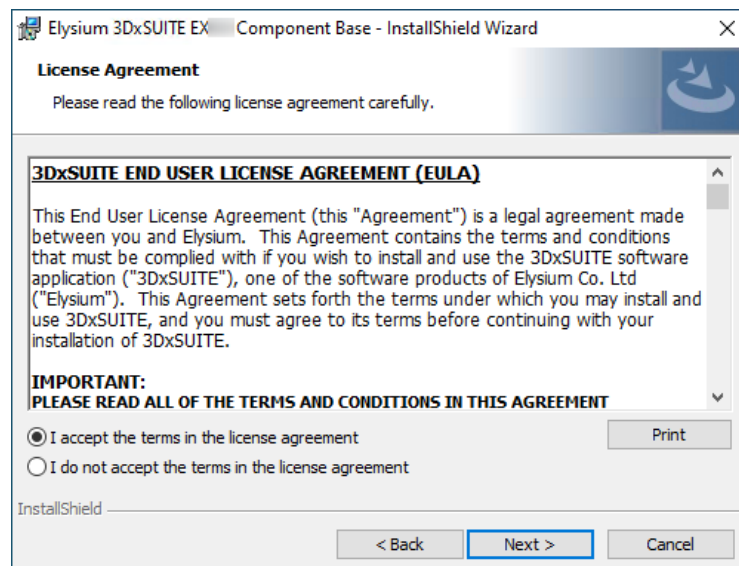 Elysium 3DxSUITE EX Component Base - InstallShield Wizard
License Agreement
Please read the following license agreement carefully.
3DxSUITE END USER LICENSE AGREEMENT (EULA)
This End User License Agreement (this "Agreement") is a legal agreement made
between you and Elysium. This Agreement contains the terms and conditions
that must be complied with if you wish to install and use the 3DxSUITE software
application ("3DxSUITE"), one of the software products of Elysium Co. Ltd
("Elysium"). This Agreement sets forth the terms under which you may install and
use 3DxSUITE, and you must agree to its terms before continuing with your
installation of 3DxSUITE.
IMPORTANT:
PLEASE READ ALL OF THE TERMS AND CONDITIONS IN THIS AGREEMENT
I accept the terms in the license agreement
Print
I do not accept the terms in the license agreement
InstallShield
< Back
Next >
Cancel